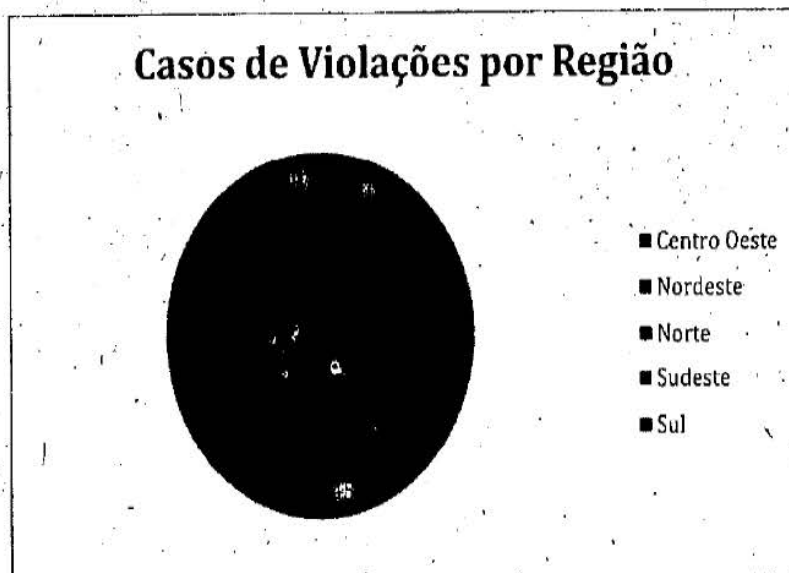 Casos de Violações por Região
Centro Oeste
Nordeste
Norte
Sudeste
Sul